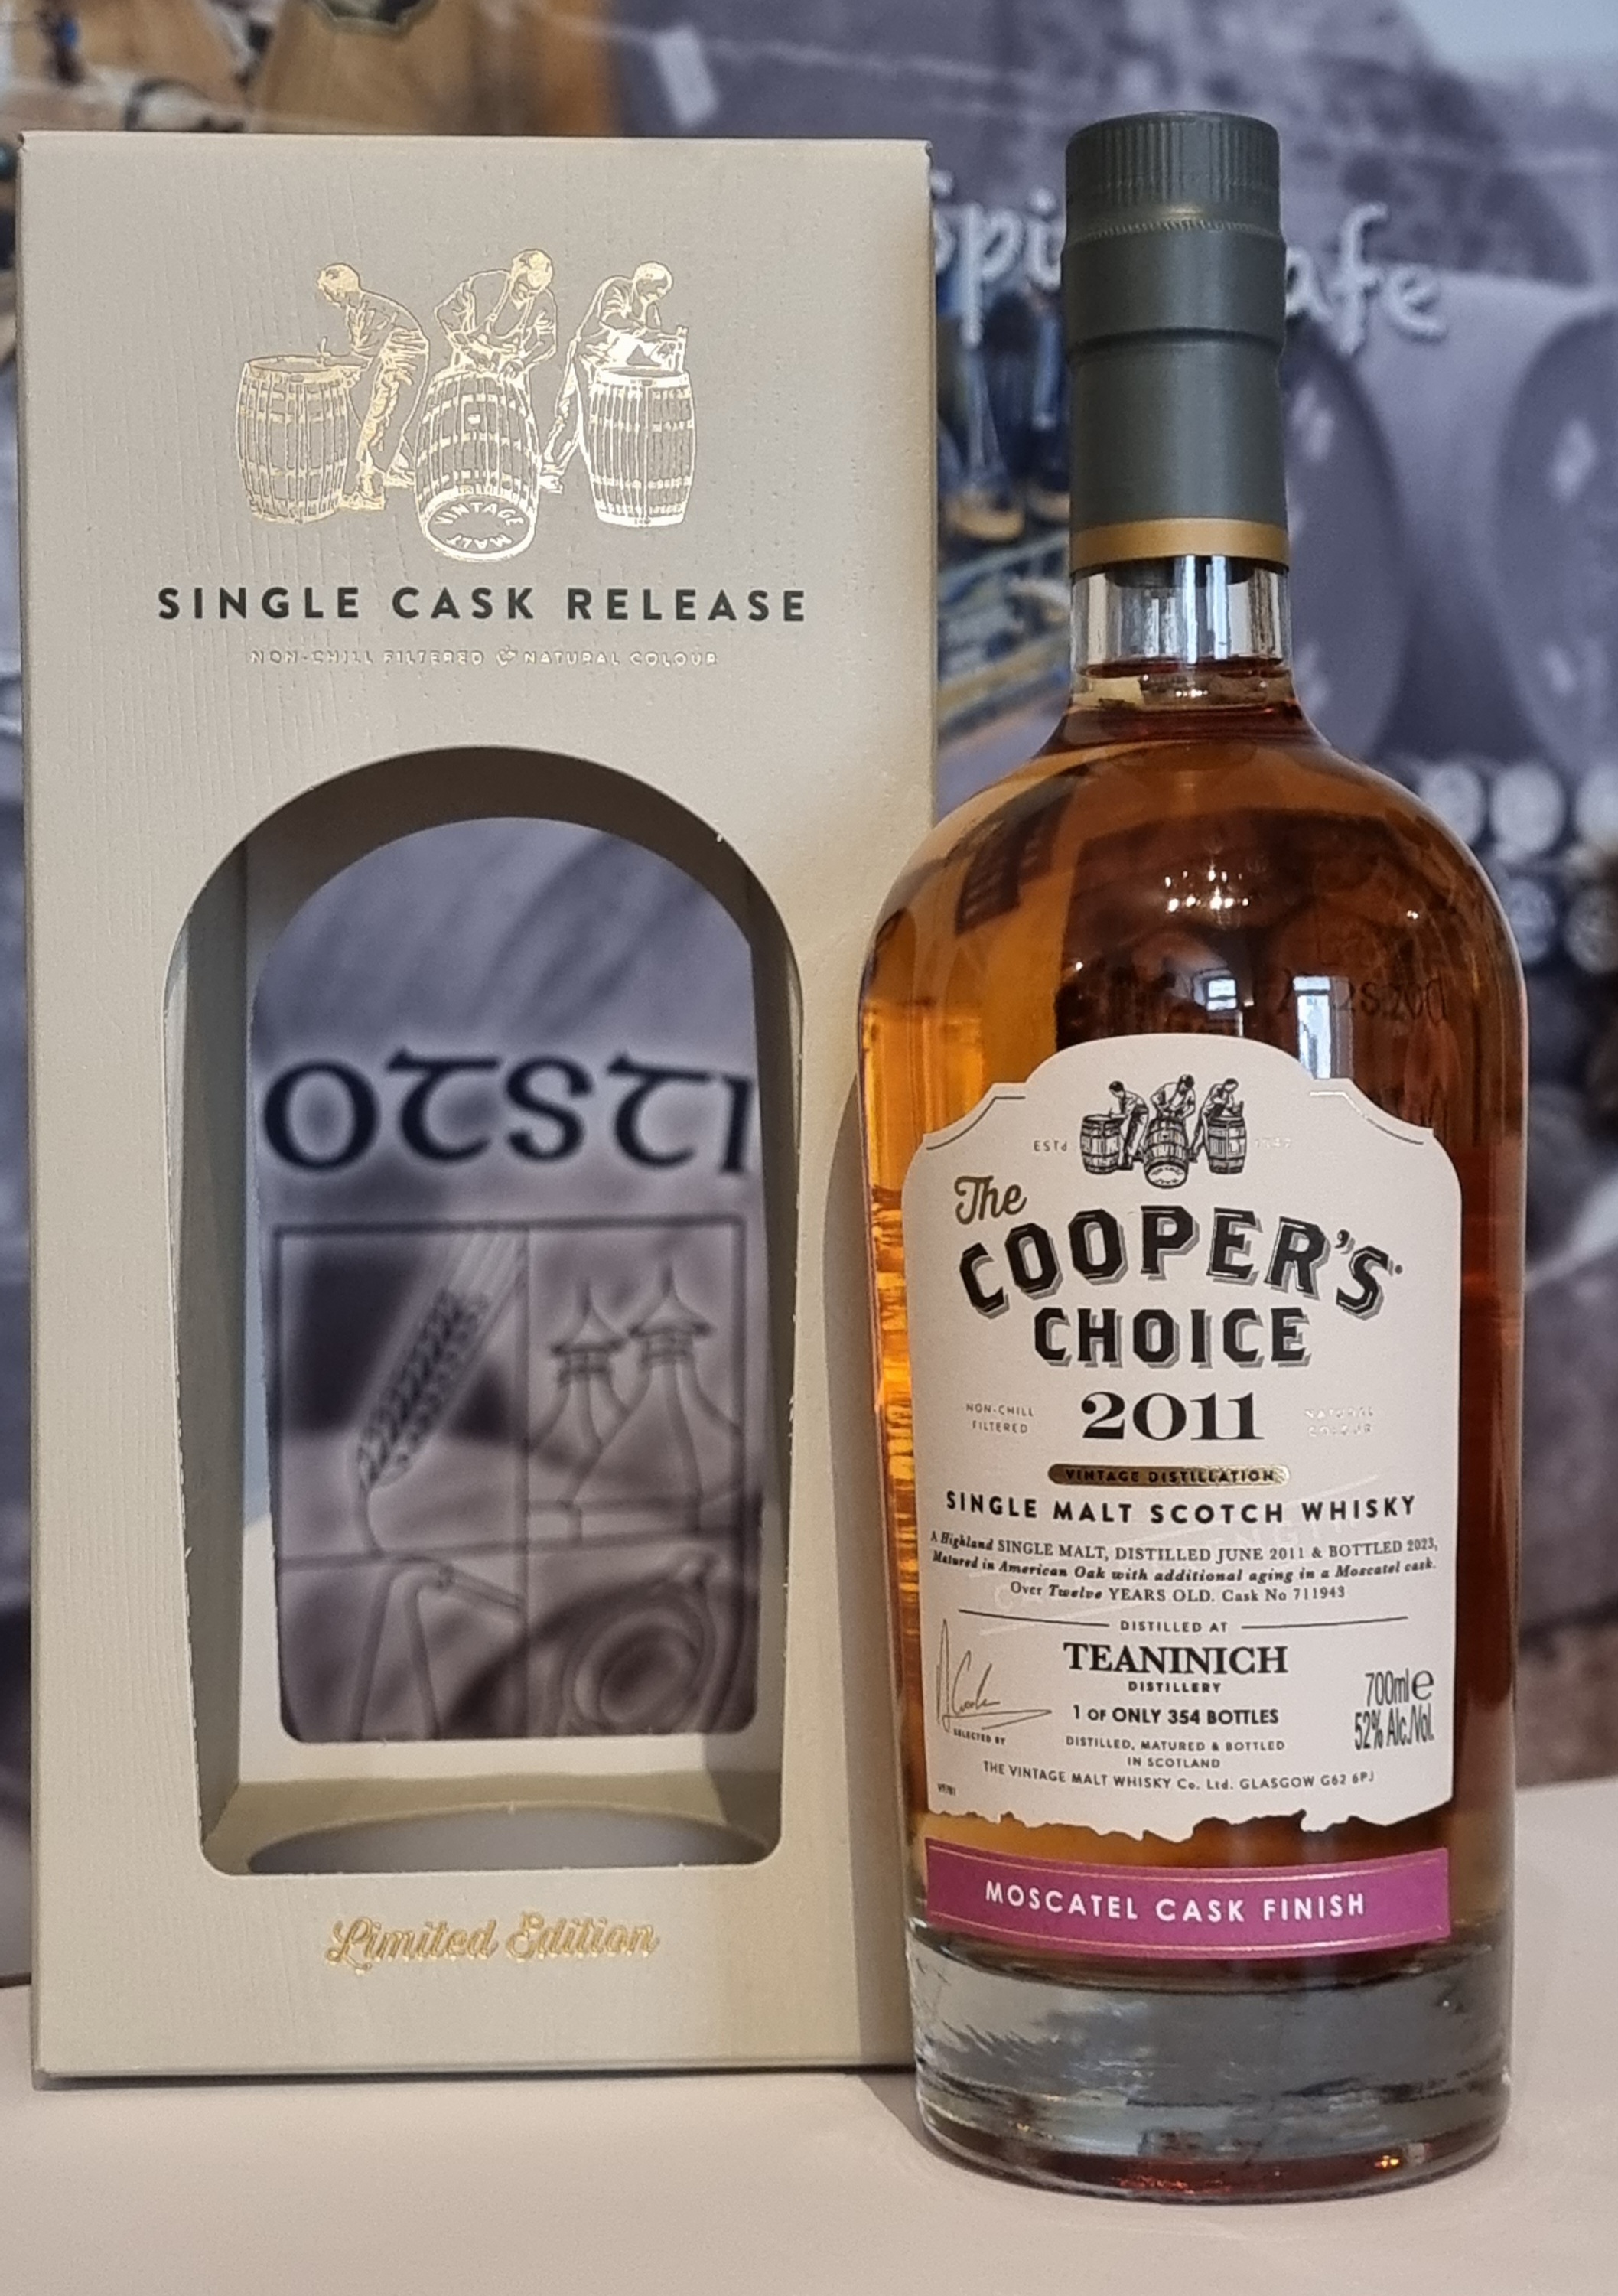 VINTAGE
MALT
SINGLE CASK RELEASE
NON-CHILL FILTERED & NATURAL COLOUR
OTSTI
Limited Edition
afe
ESTd
The
COOPER'S
CHOICE
NON-CHILL
FILTERED
2011
NATURAL
COLOUR
VINTAGE DISTILLATION
SINGLE MALT SCOTCH WHISKY
A Highland SINGLE MALT, DISTILLED JUNE 2011 & BOTTLED 2023,
Matured in American Oak with additional aging in a Moscatel cask.
Over Twelve YEARS OLD. Cask No 711943
DISTILLED AT
TEANINICH
DISTILLERY
1 OF ONLY 354 BOTTLES
SELECTED BY
700ml e
52% Alc./Vol.
DISTILLED, MATURED & BOTTLED
IN SCOTLAND
THE VINTAGE MALT WHISKY Co. Ltd. GLASGOW G62 6PJ
MOSCATEL CASK FINISH